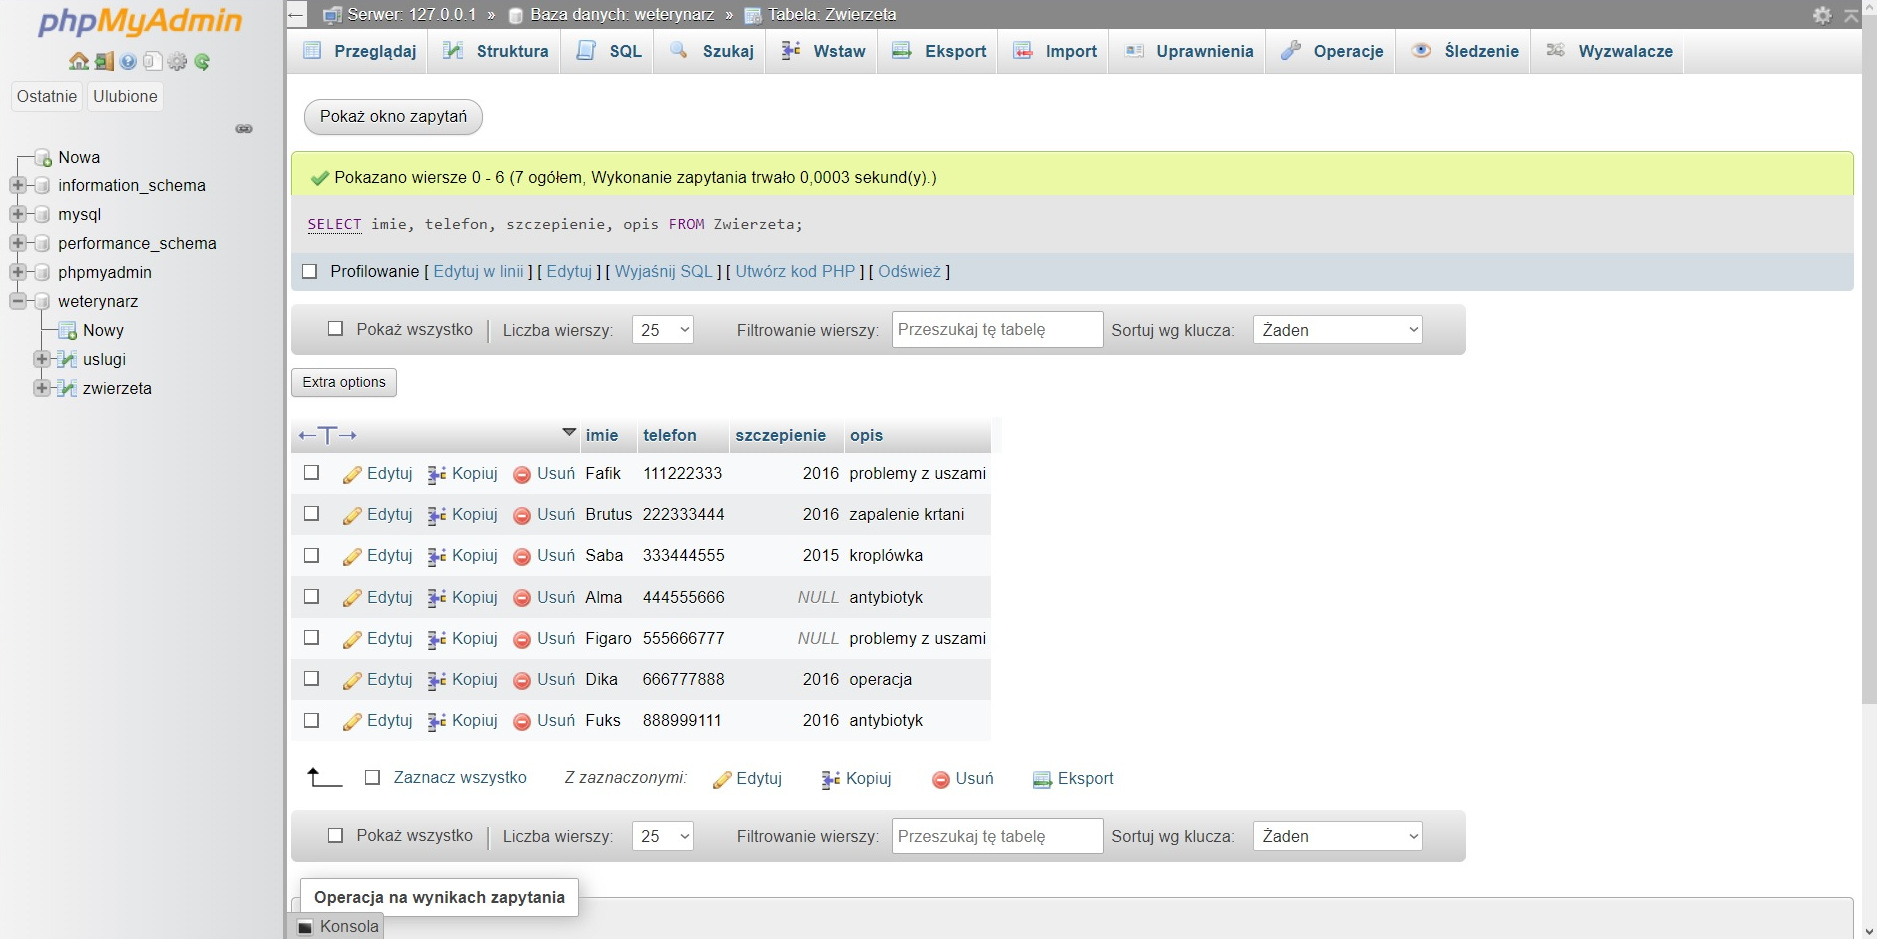 phpMyAdmin
Ostatnie Ulubione
Nowa
information_schema
mysql
performance_schema
phpmyadmin
weterynarz
Nowy
uslugi
zwierzeta
Serwer: 127.0.0.1 » Baza danych: weterynarz » Tabela: Zwierzeta
Przeglądaj Struktura SQL Szukaj Wstaw Eksport Import Uprawnienia Operacje Śledzenie Wyzwalacze
Pokaż okno zapytań
Pokazano wiersze 0 - 6 (7 ogółem, Wykonanie zapytania trwało 0,0003 sekund(y).)
SELECT imie, telefon, szczepienie, opis FROM Zwierzeta;
Profilowanie [ Edytuj w linii ] [ Edytuj ] [ Wyjaśnij SQL ] [ Utwórz kod PHP ] [ Odśwież ]
Pokaż wszystko Liczba wierszy: 25 Filtrowanie wierszy: Przeszukaj tę tabelę Sortuj wg klucza: Żaden
Extra options
←T→ imie telefon szczepienie opis
Edytuj Kopiuj Usuń Fafik 111222333 2016 problemy z uszami
Edytuj Kopiuj Usuń Brutus 222333444 2016 zapalenie krtani
Edytuj Kopiuj Usuń Saba 333444555 2015 kroplówka
Edytuj Kopiuj Usuń Alma 444555666 NULL antybiotyk
Edytuj Kopiuj Usuń Figaro 555666777 NULL problemy z uszami
Edytuj Kopiuj Usuń Dika 666777888 2016 operacja
Edytuj Kopiuj Usuń Fuks 888999111 2016 antybiotyk
Zaznacz wszystko Z zaznaczonymi: Edytuj Kopiuj Usuń Eksport
Pokaż wszystko Liczba wierszy: 25 Filtrowanie wierszy: Przeszukaj tę tabelę Sortuj wg klucza: Żaden
Operacja na wynikach zapytania
Konsola